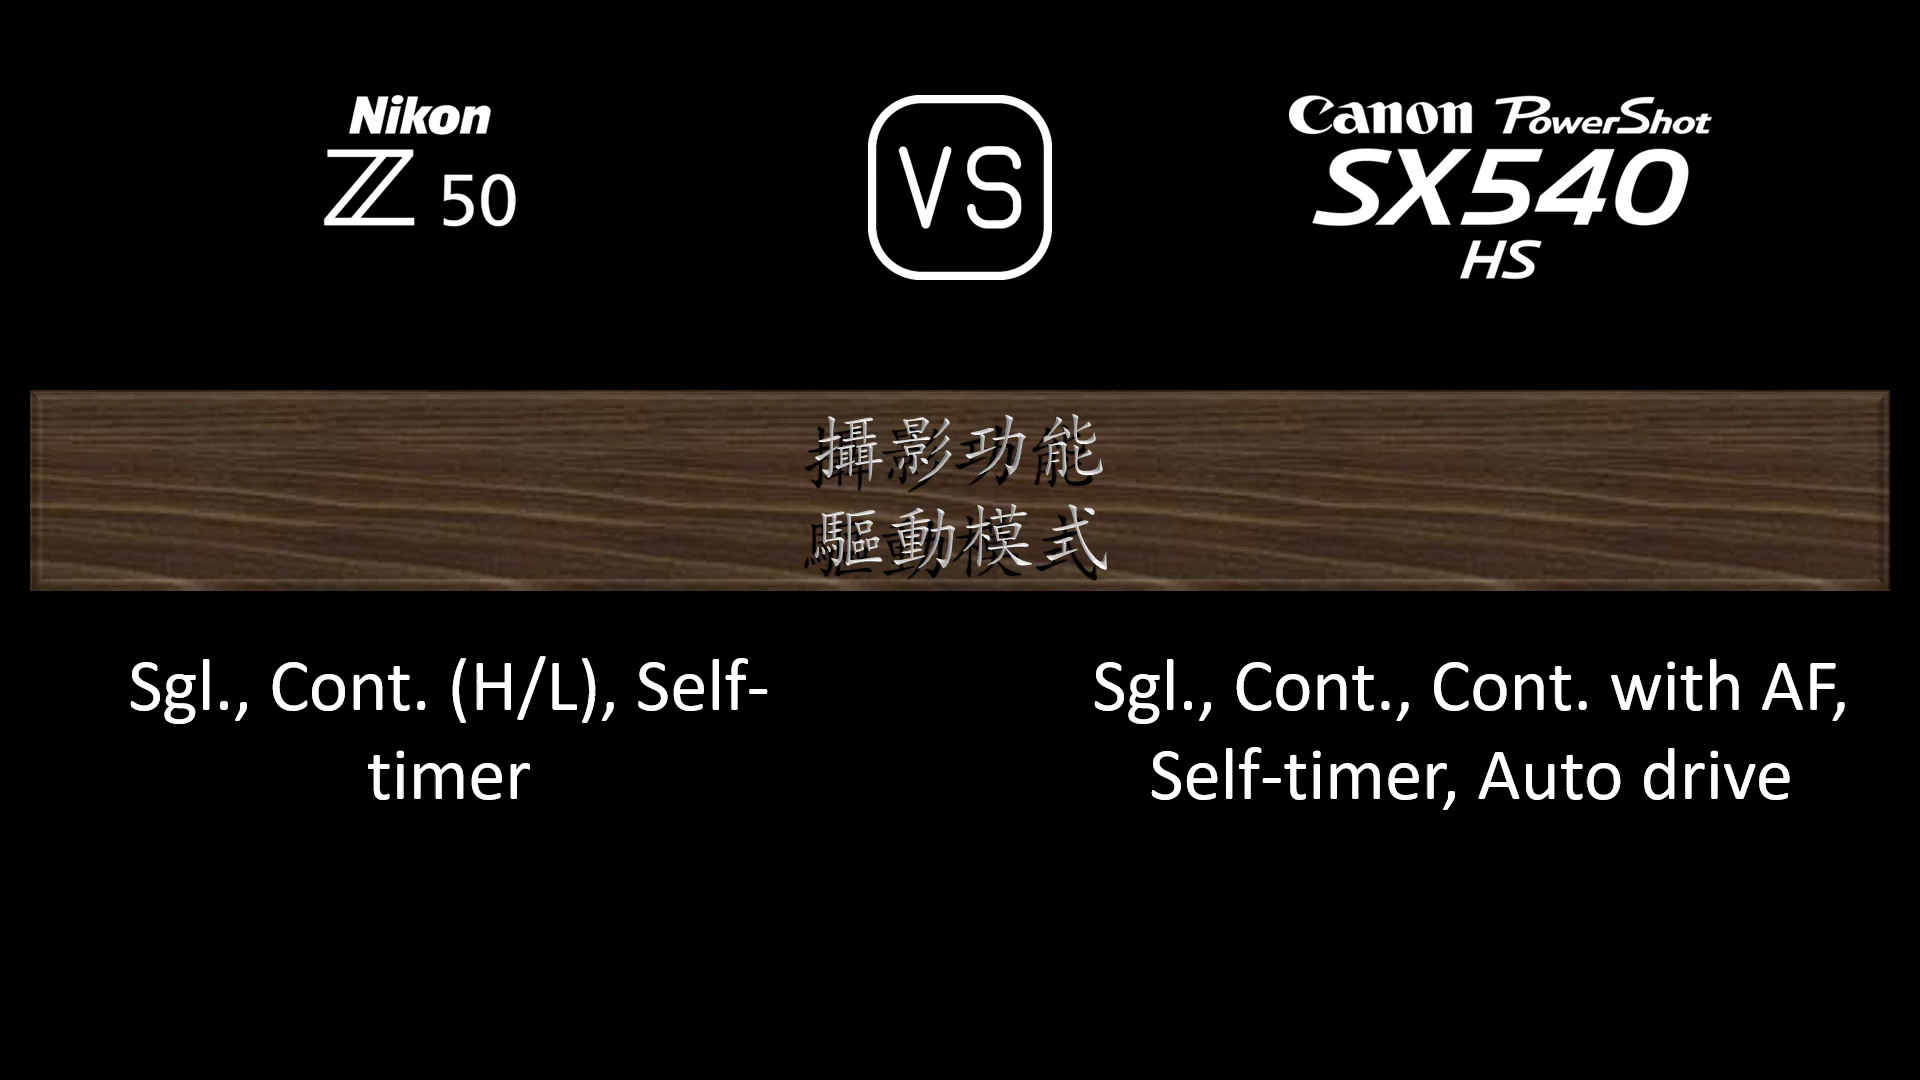 Nikon
Z 50
VS
Canon PowerShot
SX540
HS
攝影功能
驅動模式
Sgl., Cont. (H/L), Self-
timer
Sgl., Cont., Cont. with AF,
Self-timer, Auto drive